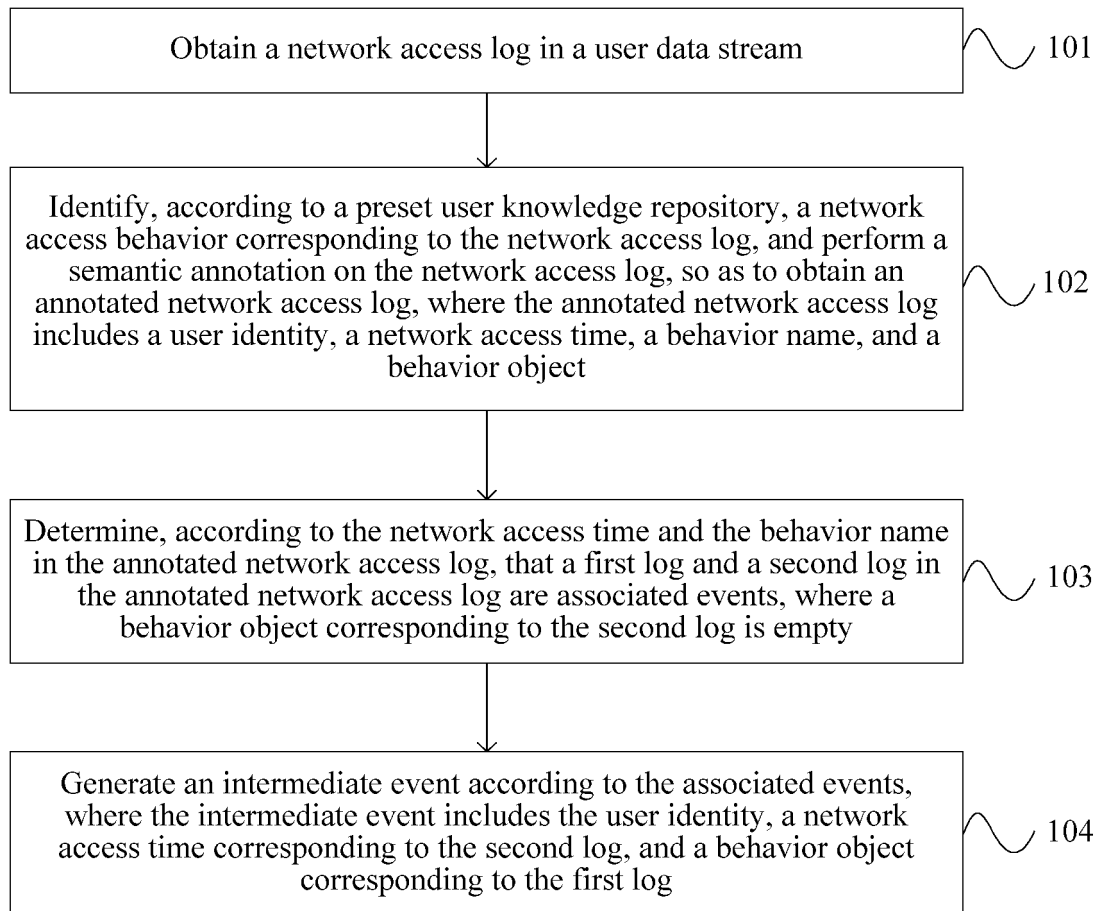 Obtain a network access log in a user data stream
101
Identify, according to a preset user knowledge repository, a network
access behavior corresponding to the network access log, and perform a
semantic annotation on the network access log, so as to obtain an
annotated network access log, where the annotated network access log
includes a user identity, a network access time, a behavior name, and a
behavior object
102
Determine, according to the network access time and the behavior name
in the annotated network access log, that a first log and a second log in
the annotated network access log are associated events, where a
behavior object corresponding to the second log is empty
103
Generate an intermediate event according to the associated events,
where the intermediate event includes the user identity, a network
access time corresponding to the second log, and a behavior object
corresponding to the first log
104